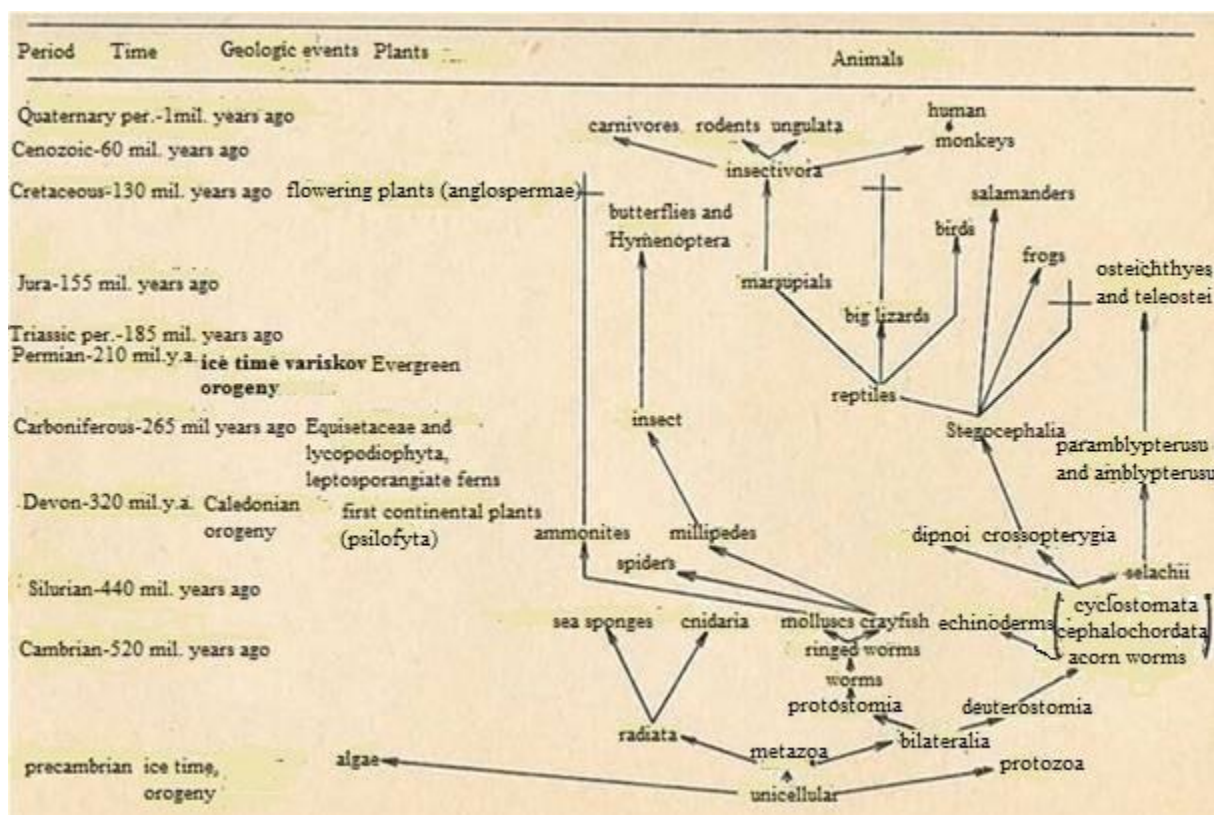 Period Time Geologic events Plants Animals
Quaternary per.-1mil. years ago
human
carnivores rodents ungulata
monkeys
Cenozoic-60 mil. years ago
insectivora
Cretaceous-130 mil. years ago flowering plants (anglospermae)
salamanders
butterflies and
Hymenoptera
birds
frogs
osteichthyes
and teleostei
Jura-155 mil. years ago
marsupials
big lizards
Triassic per.-185 mil. years ago
Permian-210 mil.y.a. ice time variskov Evergreen
orogeny
reptiles
insect
Stegocephalia
Carboniferous-265 mil years ago Equisetaceae and
lycopodiophyta,
leptosporangiate ferns
paramblypterusu
and amblypterusu
Devon-320 mil.y.a. Caledonian
orogeny
first continental plants
(psilofyta)
ammonites millipedes dipnoi crossopterygia
spiders
selachii
Silurian-440 mil. years ago
cyclostomata
cephalochordata
acorn worms
sea sponges cnidaria molluscs crayfish echinoderms
Cambrian-520 mil. years ago
ringed worms
worms
protostomia deuterostomia
radiata
metazoa
bilateralia
precambrian ice time,
orogeny
algae
protozoa
unicellular